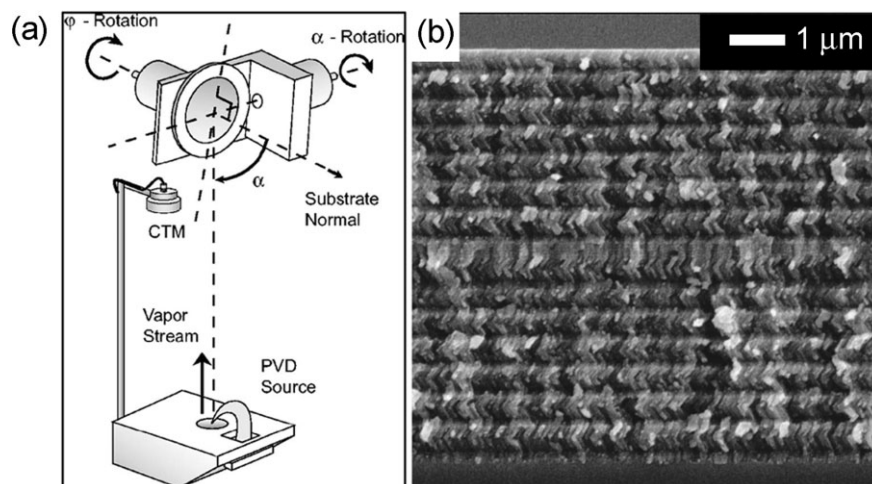 (a)
φ - Rotation
α - Rotation
α
Substrate
Normal
CTM
Vapor
Stream
PVD
Source
(b)
1 μm